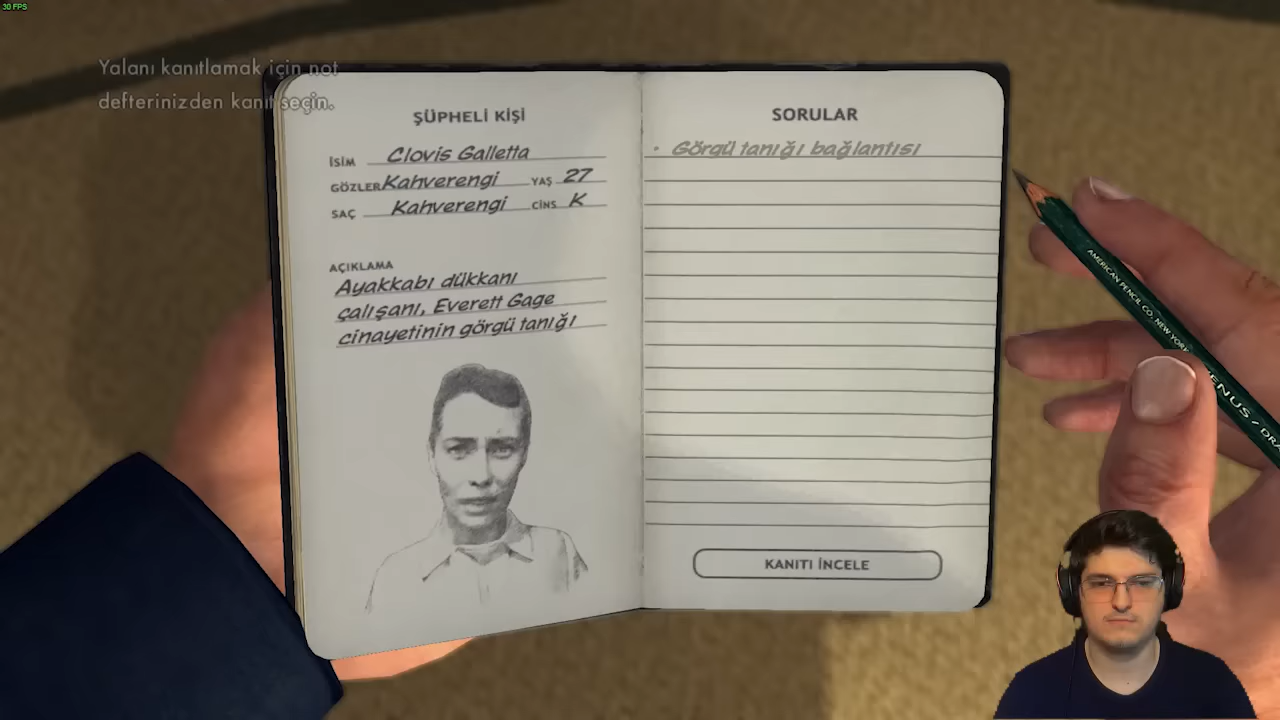 30 FPS
Yalanı kanıtlamak için not
defterinizden kanıt seçin.
ŞÜPHELİ KİŞİ
İSİM Clovis Galletta
GÖZLER Kahverengi YAŞ 27
SAÇ Kahverengi CİNS K
AÇIKLAMA
Ayakkabı dükkanı
çalışanı, Everett Gage
cinayetinin görgü tanığı
SORULAR
· Görgü tanığı bağlantısı
KANITI İNCELE
AMERICAN PENCIL CO. NEW YORK
VENUS / DRA